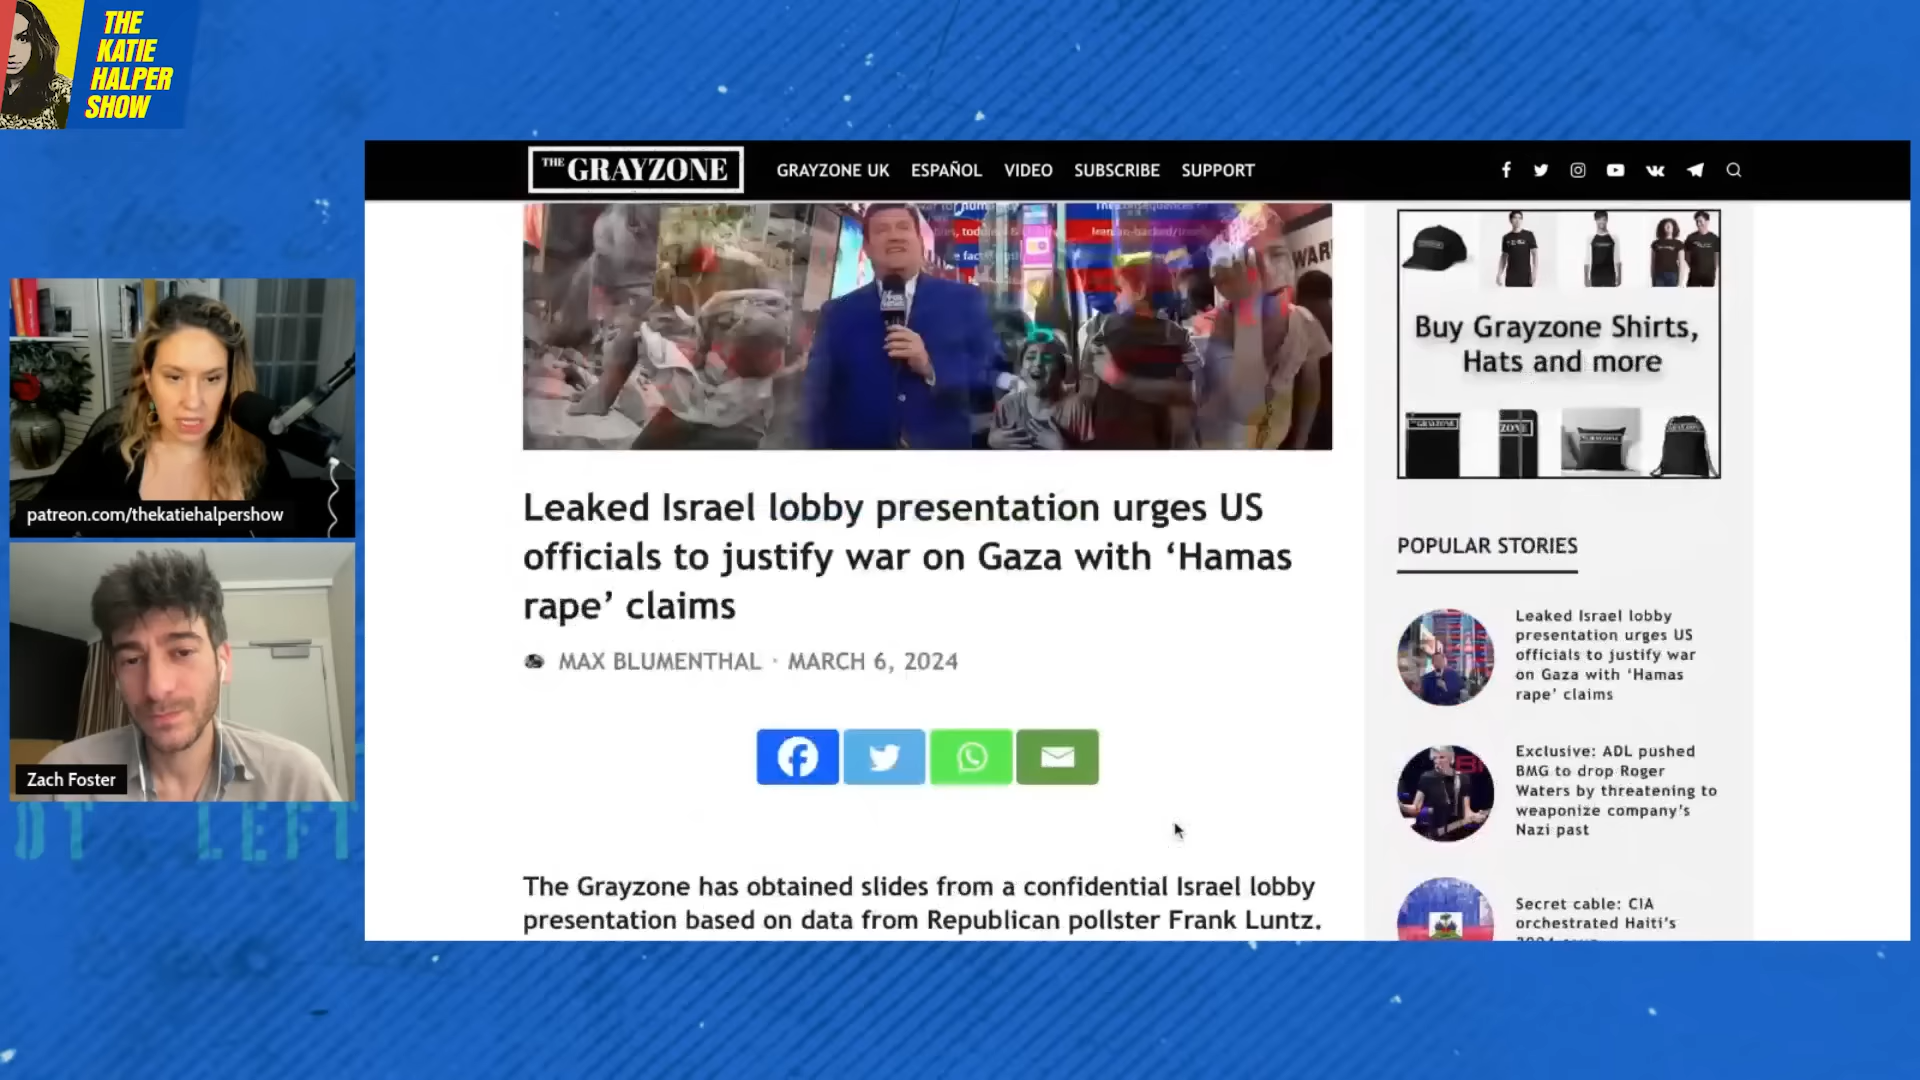 THE
KATIE
HALPER
SHOW
THE GRAYZONE
GRAYZONE UK
ESPAÑOL
VIDEO
SUBSCRIBE
SUPPORT
WAR
Buy Grayzone Shirts,
Hats and more
Leaked Israel lobby presentation urges US
officials to justify war on Gaza with ‘Hamas
rape’ claims
MAX BLUMENTHAL · MARCH 6, 2024
The Grayzone has obtained slides from a confidential Israel lobby
presentation based on data from Republican pollster Frank Luntz.
POPULAR STORIES
Leaked Israel lobby
presentation urges US
officials to justify war
on Gaza with ‘Hamas
rape’ claims
Exclusive: ADL pushed
BMG to drop Roger
Waters by threatening to
weaponize company’s
Nazi past
Secret cable: CIA
orchestrated Haiti’s
patreon.com/thekatiehalpershow
Zach Foster
LEFT